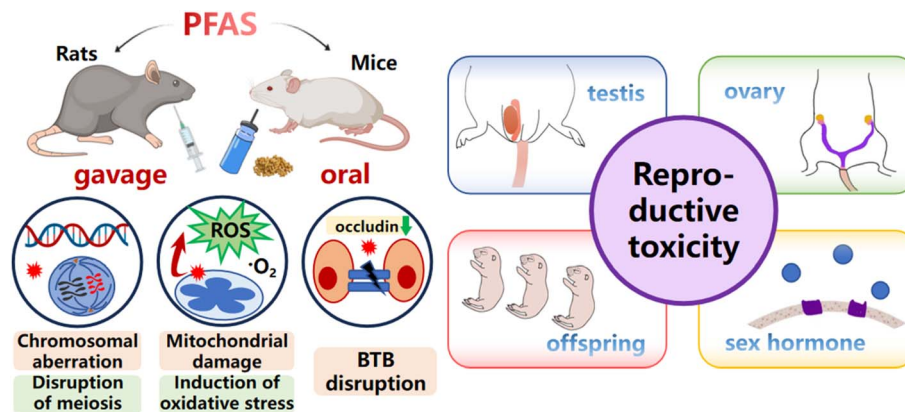 PFAS
Rats
Mice
gavage
oral
ROS
·O2
occludin
Chromosomal
aberration
Disruption
of meiosis
Mitochondrial
damage
Induction of
oxidative stress
BTB
disruption
testis
ovary
Repro-
ductive
toxicity
offspring
sex hormone